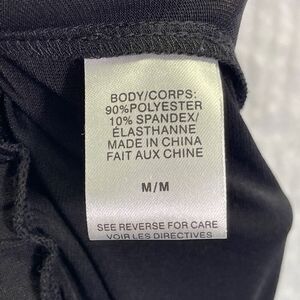 BODY/CORPS:
90%POLYESTER
10% SPANDEX/
ÉLASTHANNE
MADE IN CHINA
FAIT AUX CHINE
M/M
SEE REVERSE FOR CARE
VOIR LES DIRECTIVES